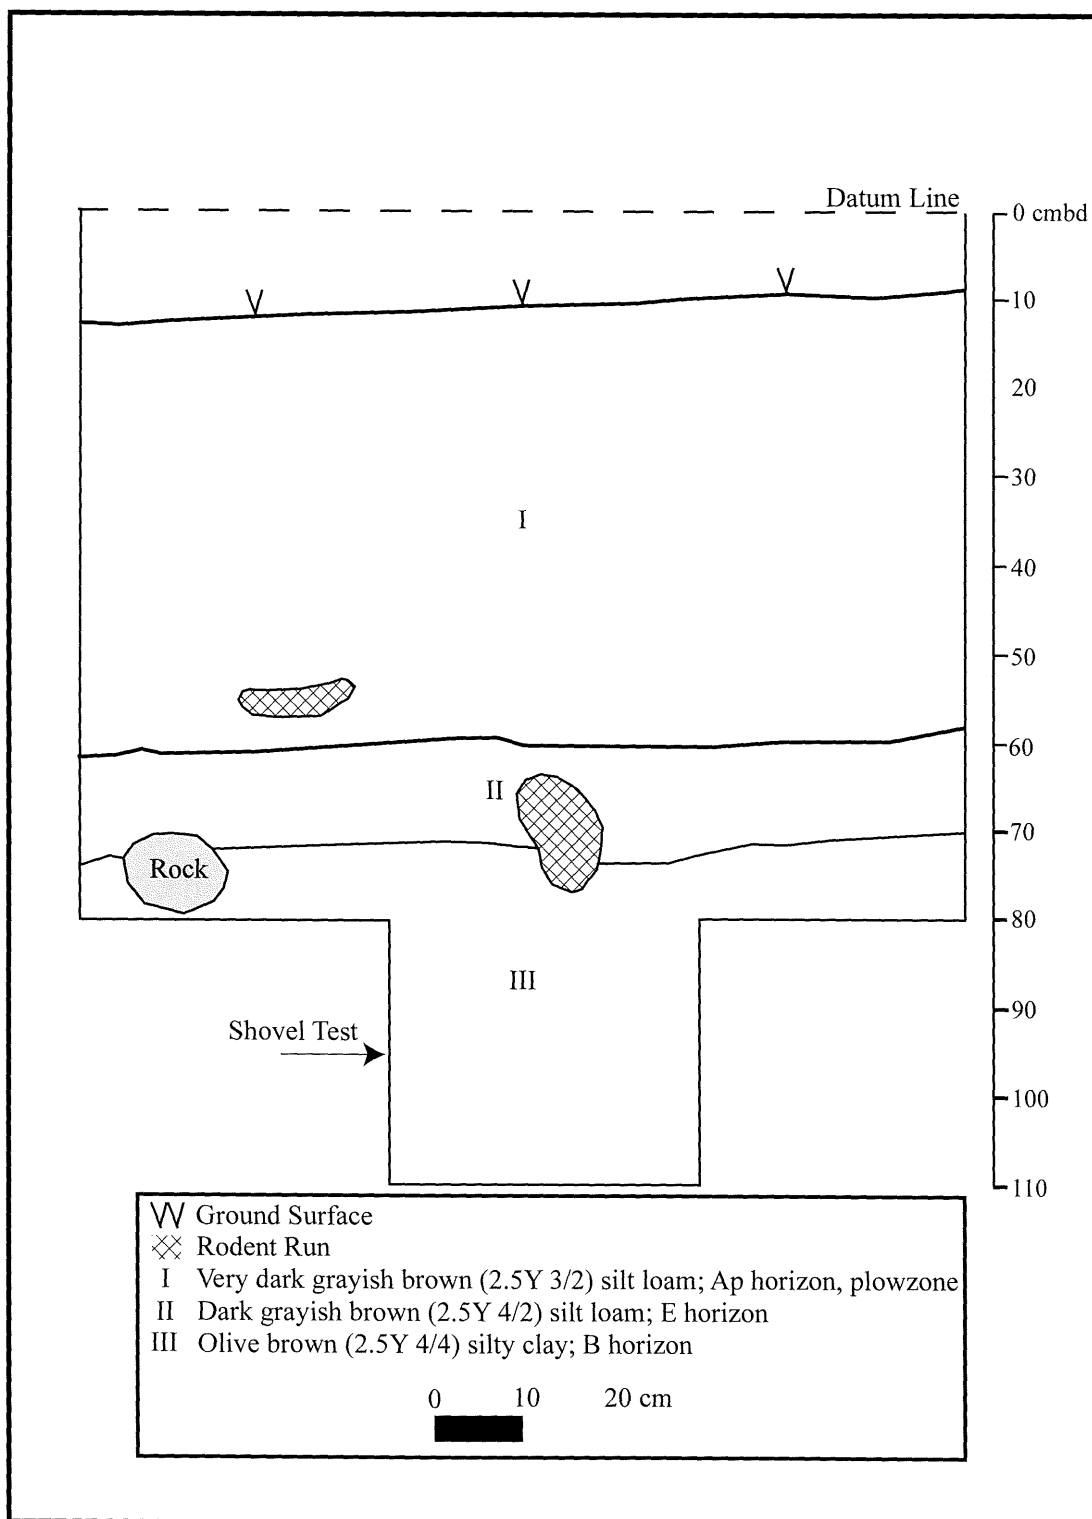 Datum Line
0 cmbd
10
20
30
I
40
50
60
II
70
Rock
80
III
90
Shovel Test
100
110
Ground Surface
Rodent Run
I Very dark grayish brown (2.5Y 3/2) silt loam; Ap horizon, plowzone
II Dark grayish brown (2.5Y 4/2) silt loam; E horizon
III Olive brown (2.5Y 4/4) silty clay; B horizon
0 10 20 cm